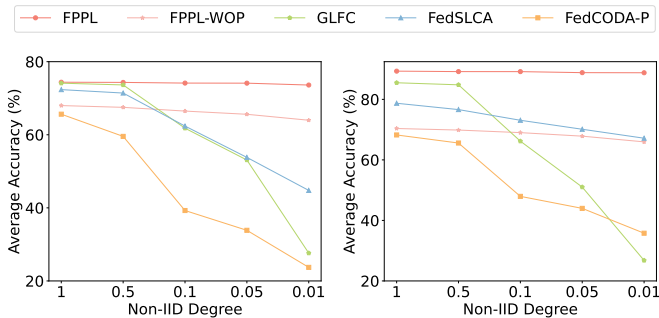 FPPL FPPL-WOP GLFC FedSLCA FedCODA-P
Average Accuracy (%)
80
60
40
20
1 0.5 0.1 0.05 0.01
Non-IID Degree
Average Accuracy (%)
80
60
40
20
1 0.5 0.1 0.05 0.01
Non-IID Degree